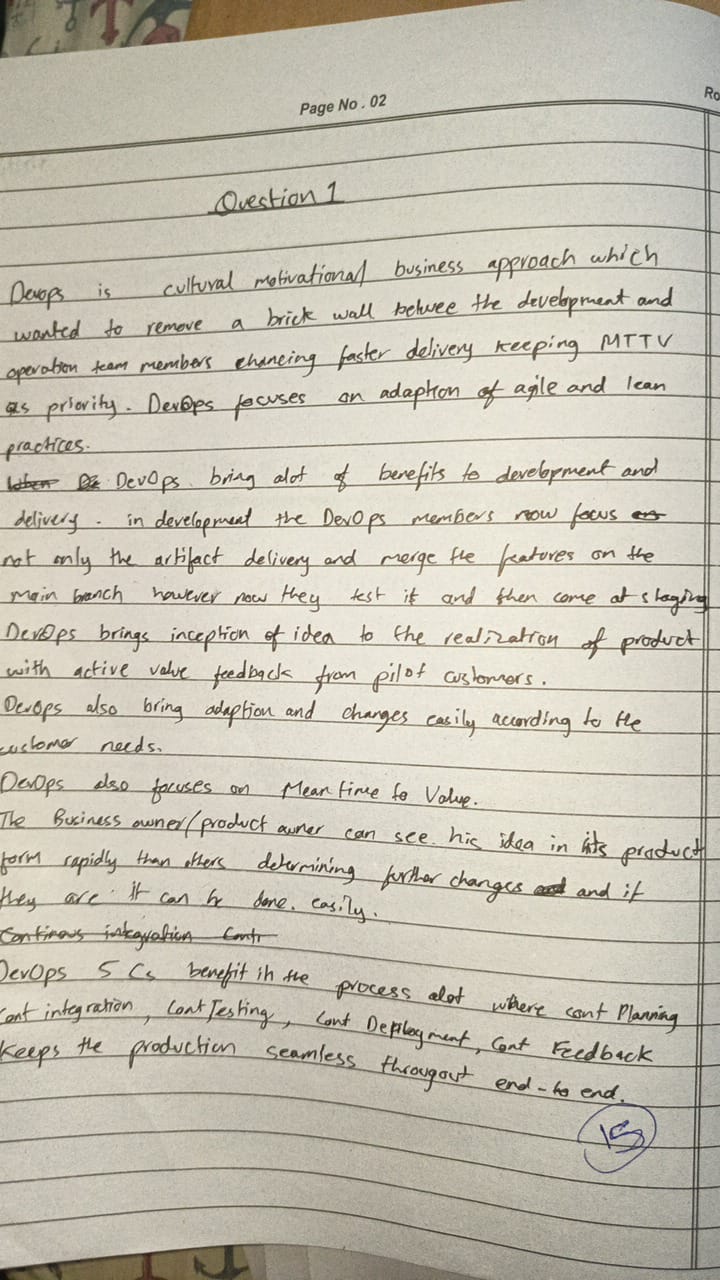 Page No. 02
Ro
Question 1
Devops is cultural motivational business approach which
wanted to remove a brick wall betwee the development and
operation team members ehancing faster delivery keeping MTTV
as priority. DevOps focuses on adaption of agile and lean
practices.
DevOps bring alot of benefits to development and
delivery. in development the DevOps members now focus
not only the artifact delivery and merge the features on the
main branch however now they test it and then come at staging
DevOps brings inception of idea to the realization of product
with active value feedback from pilot customers.
Devops also bring adaption and changes easily according to the
customer needs.
DevOps also focuses on Mean time to Value.
The Business owner/product owner can see his idea in its product
form rapidly than others determining further changes and if
they are it can be done easily.
Continous integration Cont
DevOps 5 Cs benefit in the process alot where cont Planning
cont integration, Cont Testing, Cont Deployment, Cont Feedback
keeps the production seamless througout end-to end.
15